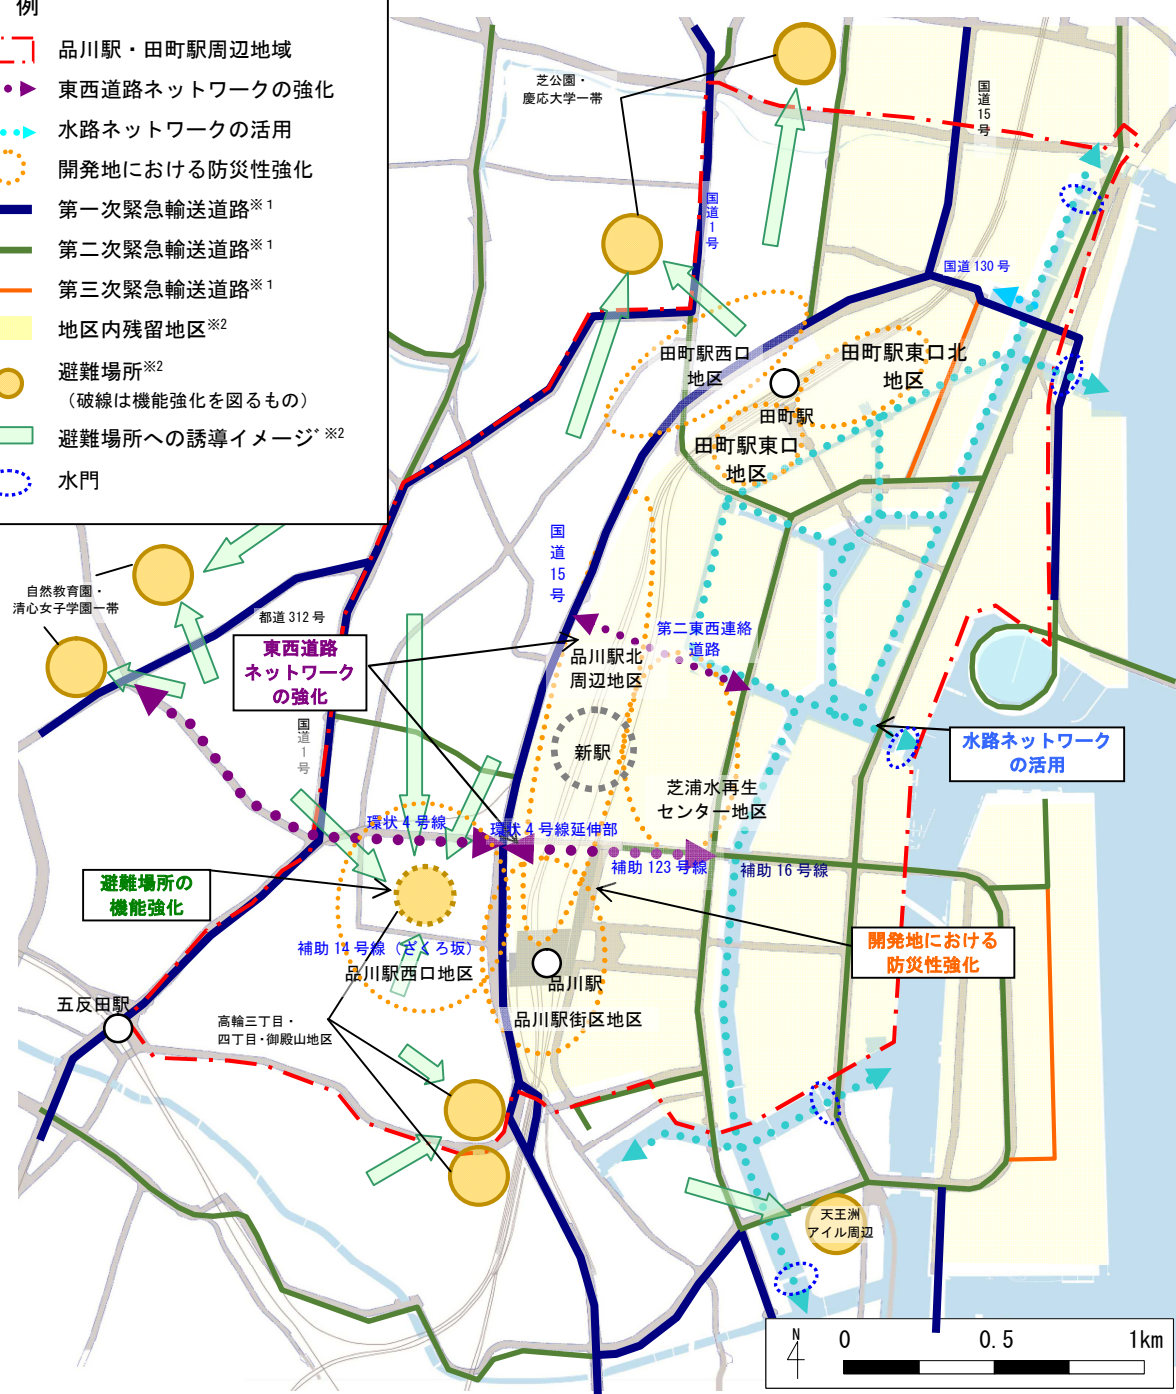 例
品川駅・田町駅周辺地域
東西道路ネットワークの強化
水路ネットワークの活用
開発地における防災性強化
第一次緊急輸送道路※1
第二次緊急輸送道路※1
第三次緊急輸送道路※1
地区内残留地区※2
避難場所※2
（破線は機能強化を図るもの）
避難場所への誘導イメージ※2
水門
芝公園・
慶応大学一帯
国道15号
国道1号
国道130号
田町駅西口
地区
田町駅東口北
地区
田町駅
田町駅東口
地区
国道15号
自然教育園・
清心女子学園一帯
都道312号
東西道路
ネットワーク
の強化
第二東西連絡
道路
品川駅北
周辺地区
国道1号
新駅
水路ネットワーク
の活用
芝浦水再生
センター地区
環状4号線
環状4号線延伸部
補助123号線
補助16号線
避難場所の
機能強化
開発地における
防災性強化
補助14号線（ざくろ坂）
品川駅西口地区
品川駅
五反田駅
品川駅街区地区
高輪三丁目・
四丁目・御殿山地区
天王洲
アイル周辺
N
0 0.5 1km